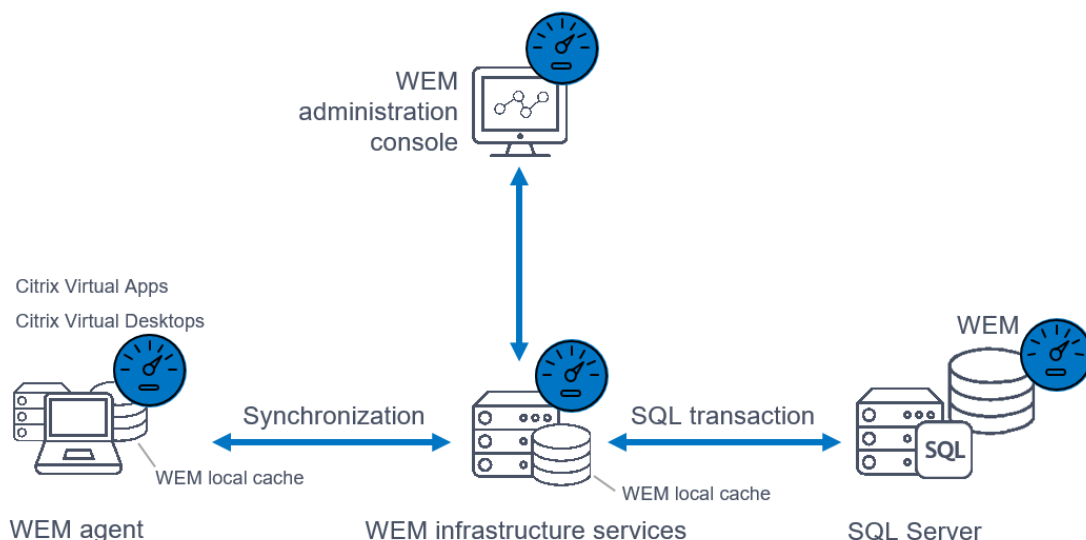 WEM
administration
console
Citrix Virtual Apps
Citrix Virtual Desktops
WEM
Synchronization
SQL transaction
SQL
WEM local cache
WEM local cache
WEM agent
WEM infrastructure services
SQL Server